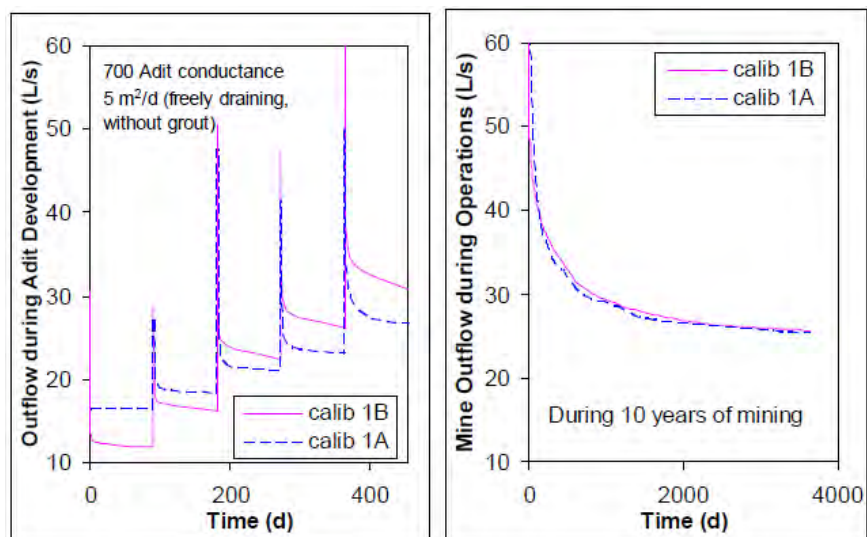 Outflow during Adit Development (L/s)
60
50
40
30
20
10
700 Adit conductance
5 m²/d (freely draining,
without grout)
calib 1B
calib 1A
0
200
400
Time (d)
Mine Outflow during Operations (L/s)
60
50
40
30
20
10
calib 1B
calib 1A
During 10 years of mining
0
2000
4000
Time (d)